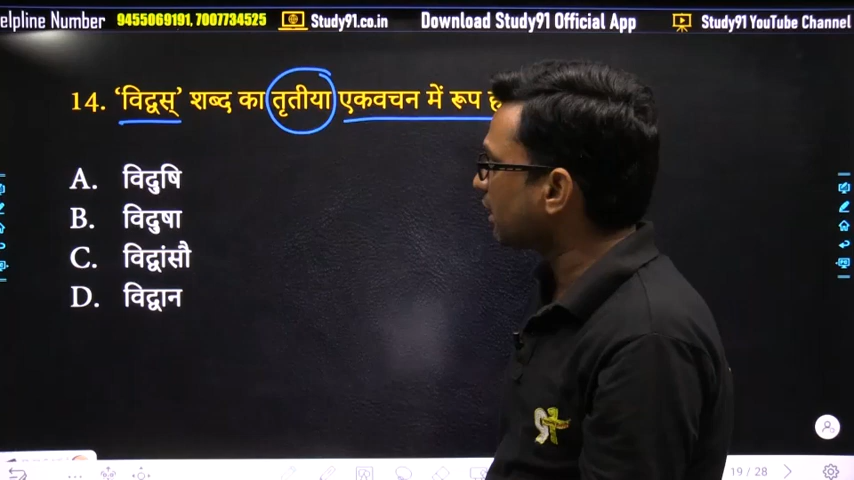 elpline Number 9455069191, 7007734525 Study91.co.in Download Study91 Official App Study91 YouTube Channel
14. ‘विद्वस्’ शब्द का तृतीया एकवचन में रूप
A. विदुषि
B. विदुषा
C. विद्वांसौ
D. विद्वान
91
19 / 28